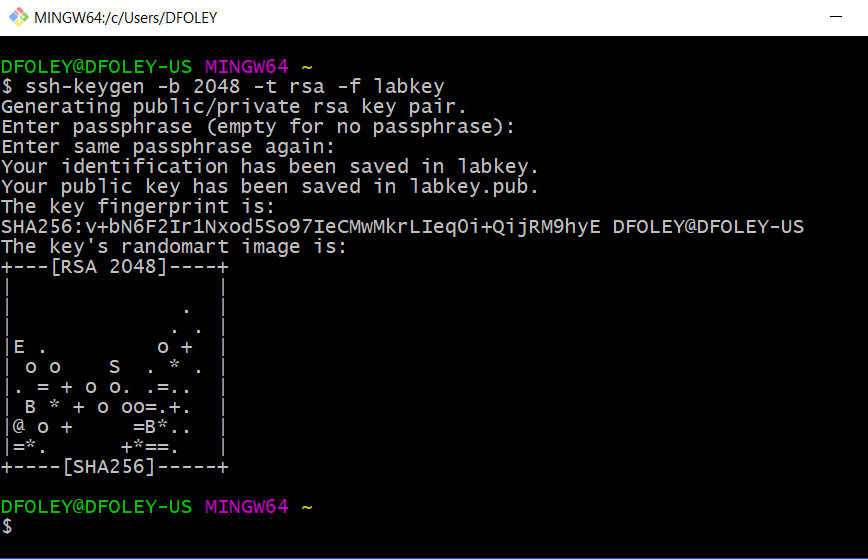 MINGW64:/c/Users/DFOLEY
DFOLEY@DFOLEY-US MINGW64 ~
$ ssh-keygen -b 2048 -t rsa -f labkey
Generating public/private rsa key pair.
Enter passphrase (empty for no passphrase):
Enter same passphrase again:
Your identification has been saved in labkey.
Your public key has been saved in labkey.pub.
The key fingerprint is:
SHA256:v+bN6F2Ir1Nxod5So97IeCMwMkrLIeq0i+QijRM9hyE DFOLEY@DFOLEY-US
The key's randomart image is:
+---[RSA 2048]----+
|                 |
|              .  |
|             . . |
|E .         o +  |
| o o    S  . * . |
|. = + o o. .=..  |
| B * + o oo=.+.  |
|@ o +     =B*..  |
|=*.      +*==.   |
+----[SHA256]-----+
DFOLEY@DFOLEY-US MINGW64 ~
$